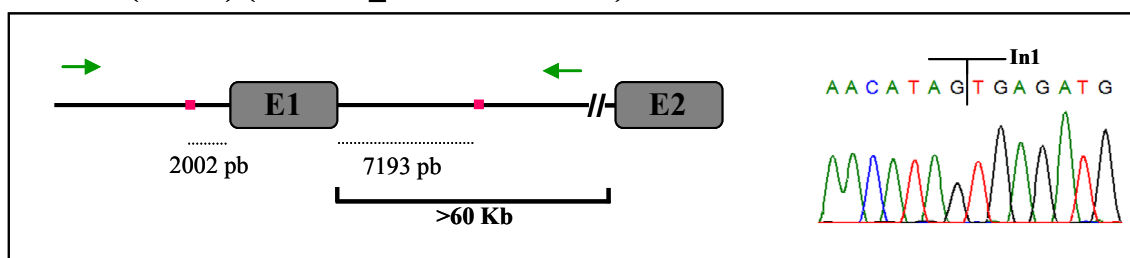 In1
AACATAGTGAGATG
E1
E2
2002 pb
7193 pb
>60 Kb